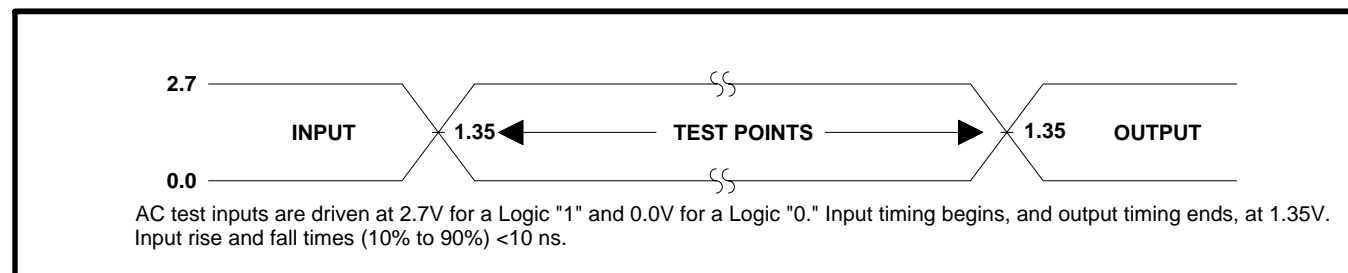 2.7
INPUT 1.35 TEST POINTS 1.35 OUTPUT
0.0
AC test inputs are driven at 2.7V for a Logic "1" and 0.0V for a Logic "0." Input timing begins, and output timing ends, at 1.35V.
Input rise and fall times (10% to 90%) <10 ns.